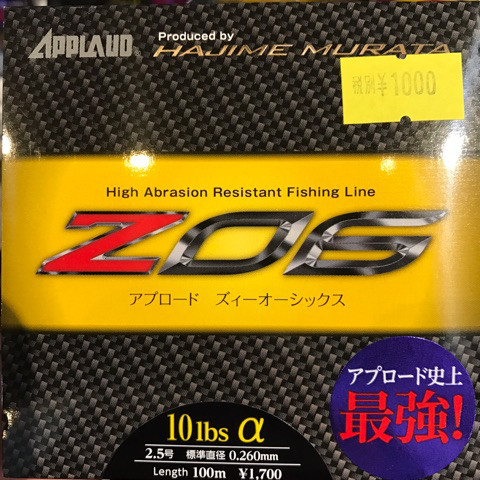 APPLAUD
Produced by
HAJIME MURATA
税別 ¥1000
High Abrasion Resistant Fishing Line
Z06
アプロード ズィーオーシックス
アプロード史上
最強!
10lbs α
2.5号 標準直径 0.260mm
Length 100m ¥1,700